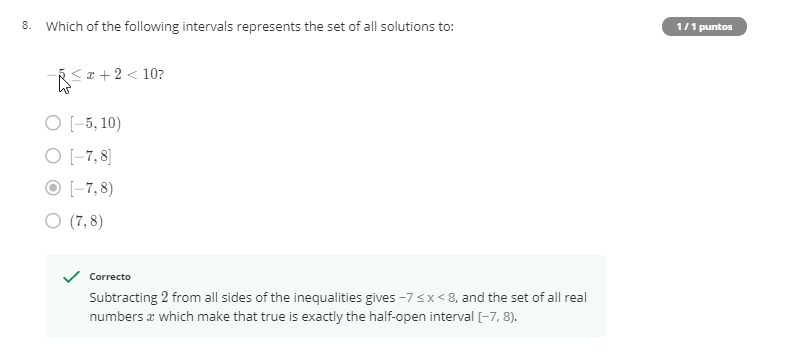 8. Which of the following intervals represents the set of all solutions to:
1 / 1 puntos
−5 ≤ x + 2 < 10?
[−5, 10)
[−7, 8]
[−7, 8)
(7, 8)
Correcto
Subtracting 2 from all sides of the inequalities gives −7 ≤ x < 8, and the set of all real
numbers x which make that true is exactly the half-open interval [−7, 8).